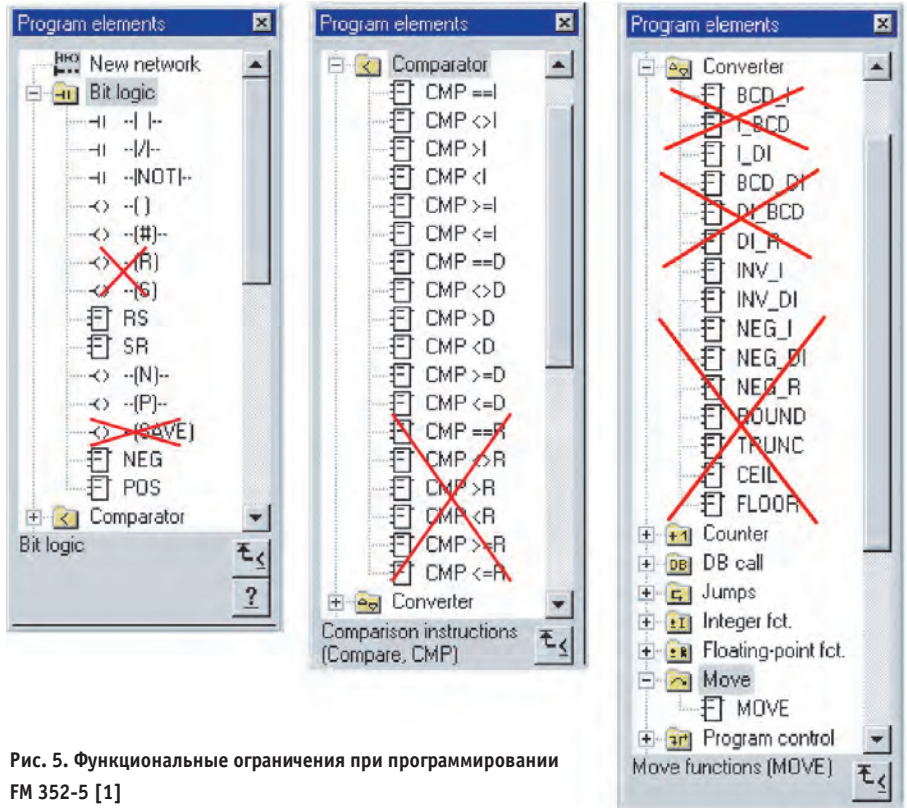 Program elements
New network
Bit logic
--| |--
--|/|--
--|NOT|--
--( )
--(#)--
--(R)
--(S)
RS
SR
--(N)--
--(P)--
--(SAVE)
NEG
POS
Comparator
Bit logic
Program elements
Comparator
CMP ==I
CMP <>I
CMP >I
CMP <I
CMP >=I
CMP <=I
CMP ==D
CMP <>D
CMP >D
CMP <D
CMP >=D
CMP <=D
CMP ==R
CMP <>R
CMP >R
CMP <R
CMP >=R
CMP <=R
Converter
Comparison instructions
(Compare, CMP)
Program elements
Converter
BCD_I
I_BCD
I_DI
BCD_DI
DI_BCD
DI_R
INV_I
INV_DI
NEG_I
NEG_DI
NEG_R
ROUND
TRUNC
CEIL
FLOOR
Counter
DB call
Jumps
Integer fct.
Floating-point fct.
Move
MOVE
Program control
Move functions (MOVE)
Рис. 5. Функциональные ограничения при программировании
FM 352-5 [1]